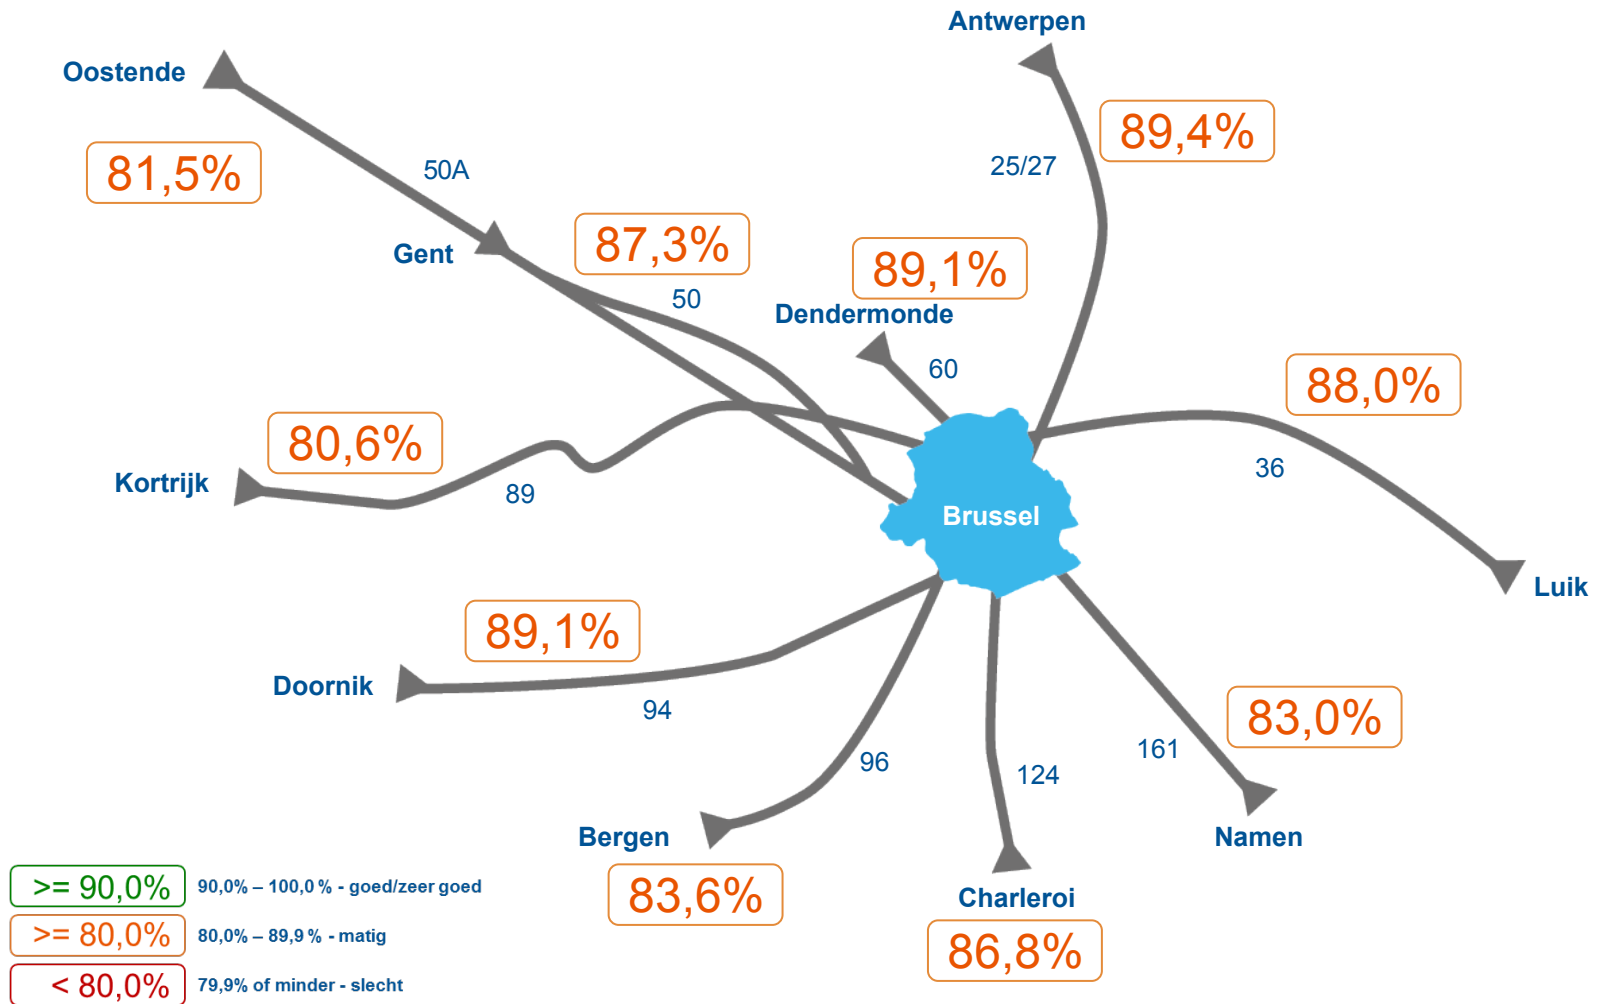 Antwerpen
Oostende
89,4%
81,5%
50A
25/27
87,3%
Gent
89,1%
50
Dendermonde
60
88,0%
80,6%
36
Kortrijk
89
Brussel
Luik
89,1%
Doornik
94
83,0%
161
96
124
Bergen
Namen
83,6%
Charleroi
86,8%
>= 90,0% 90,0% – 100,0 % - goed/zeer goed
>= 80,0% 80,0% – 89,9 % - matig
< 80,0% 79,9% of minder - slecht